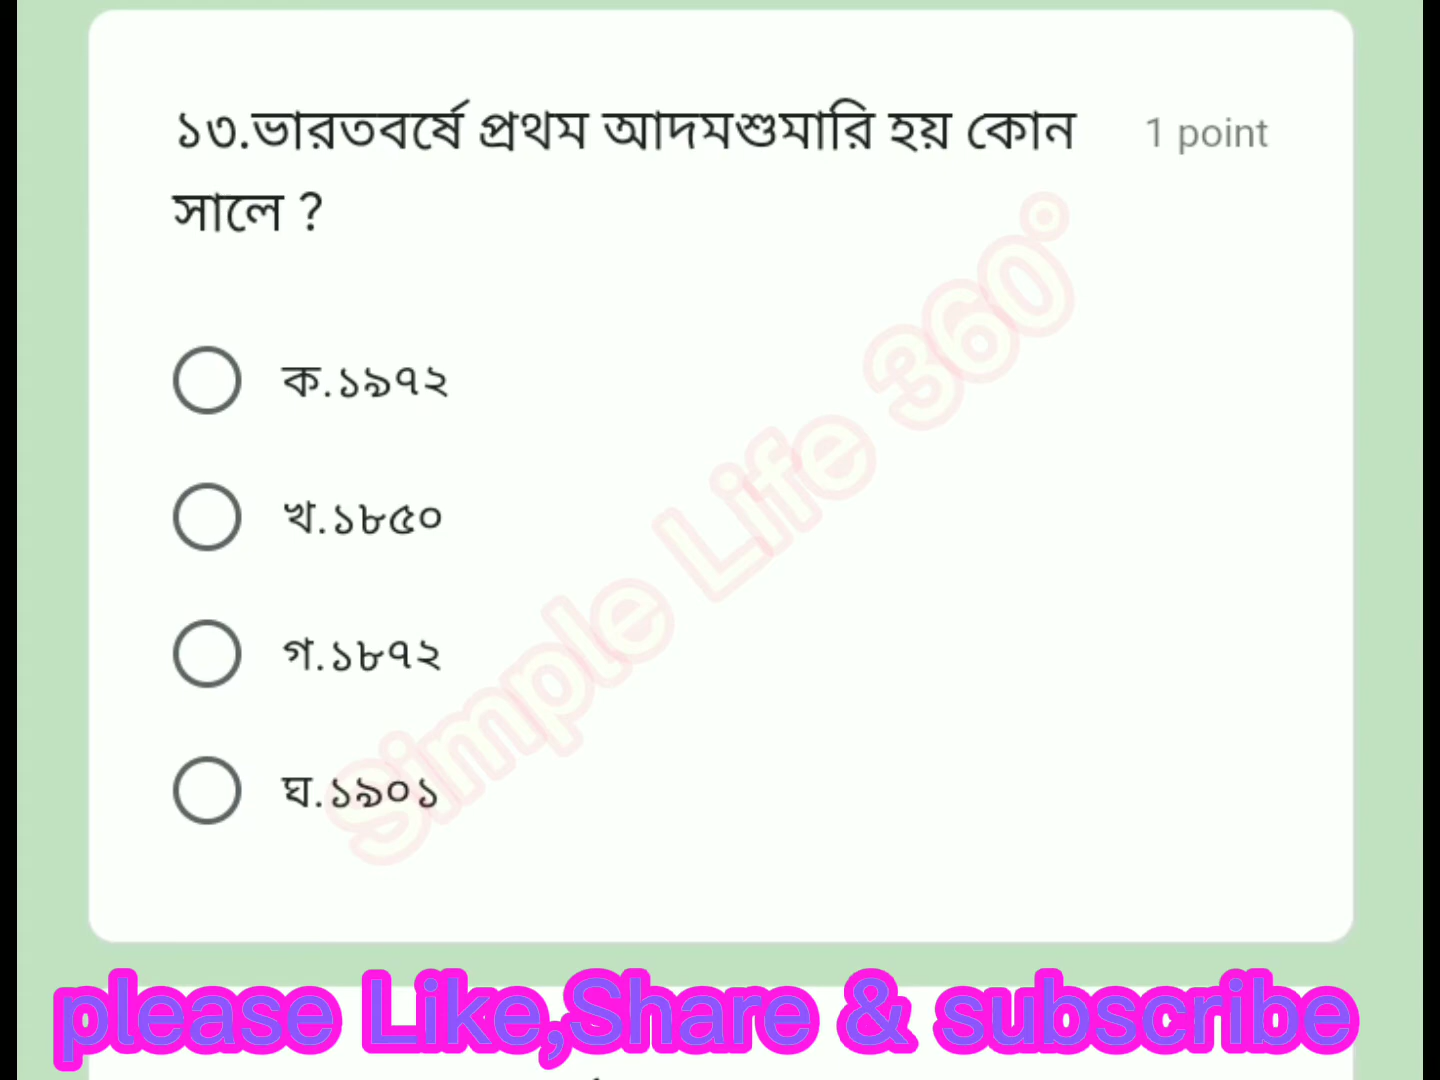 ১৩.ভারতবর্ষে প্রথম আদমশুমারি হয় কোন
সালে ?
1 point
ক.১৯৭২
খ.১৮৫০
গ.১৮৭২
ঘ.১৯০১
Simple Life 360°
please Like,Share & subscribe